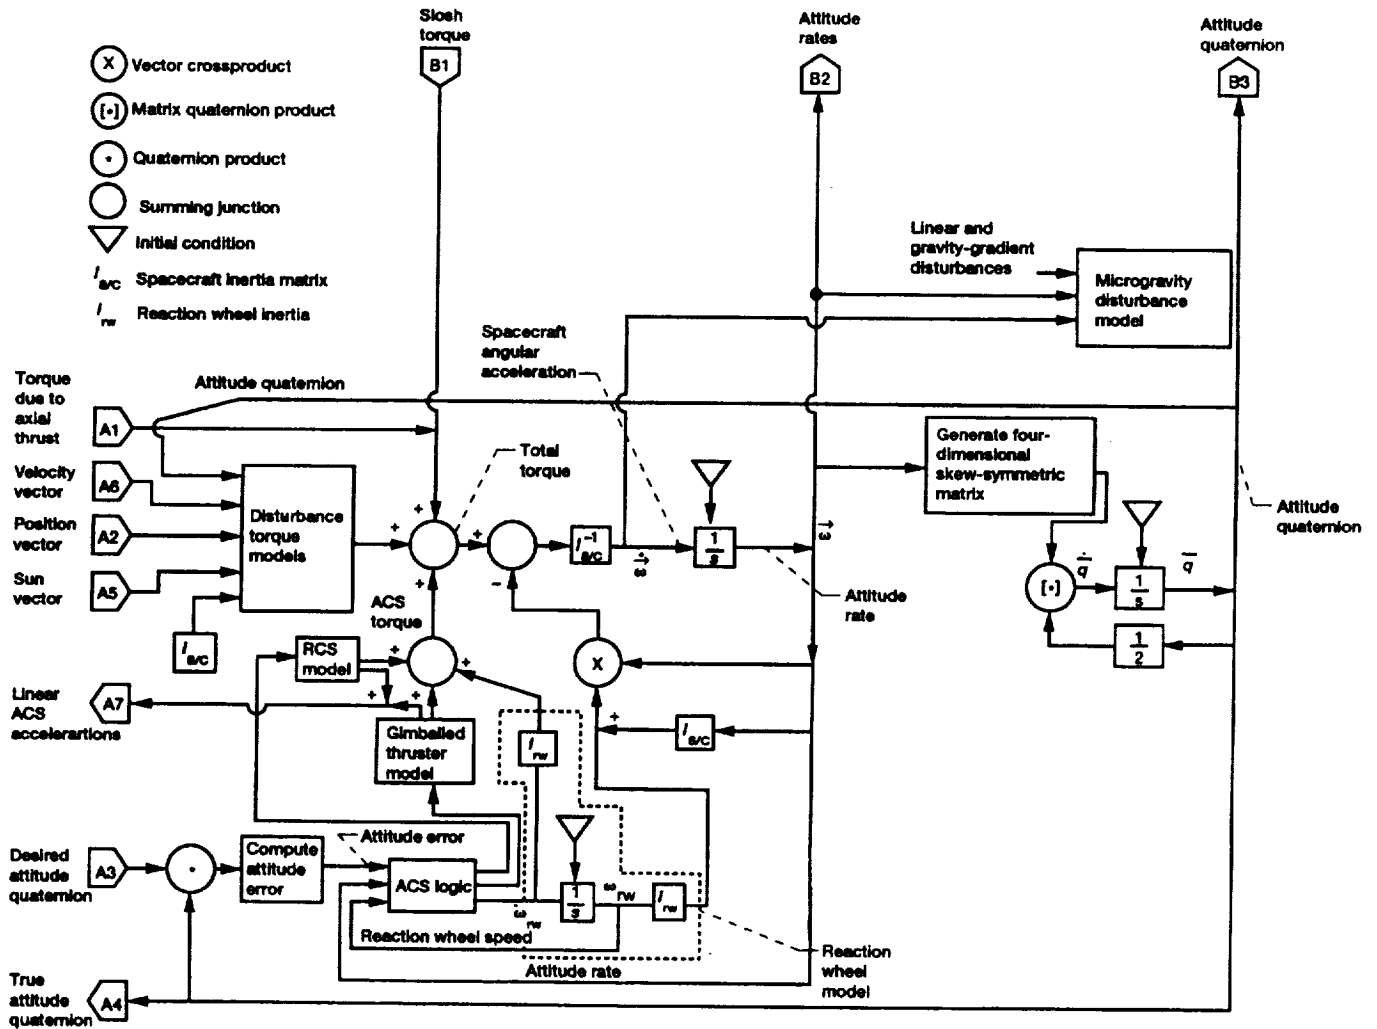 Slosh
torque
B1
Attitude
rates
B2
Attitude
quaternion
B3
X Vector crossproduct
[•] Matrix quaternion product
• Quaternion product
Summing junction
Initial condition
I s/c Spacecraft inertia matrix
I rw Reaction wheel inertia
Linear and
gravity-gradient
disturbances
Microgravity
disturbance
model
Spacecraft
angular
acceleration
Torque
due to
axial
thrust
A1
Attitude quaternion
Velocity
vector
A6
Position
vector
A2
Sun
vector
A5
I s/c
Disturbance
torque
models
Total
torque
+
+
+
+
-
I -1 s/c
ω
1
s
ω
Attitude
rate
Generate four-
dimensional
skew-symmetric
matrix
[•]
q
1
s
q
1
2
Attitude
quaternion
ACS
torque
RCS
model
+
+
+
+
+
X
+
I s/c
Linear
ACS
accelerartions
A7
Gimballed
thruster
model
I rw
Desired
attitude
quaternion
A3
•
Compute
attitude
error
Attitude error
ACS logic
ω rw
1
s
ω rw
I rw
Reaction wheel speed
Attitude rate
Reaction
wheel
model
True
attitude
quaternion
A4